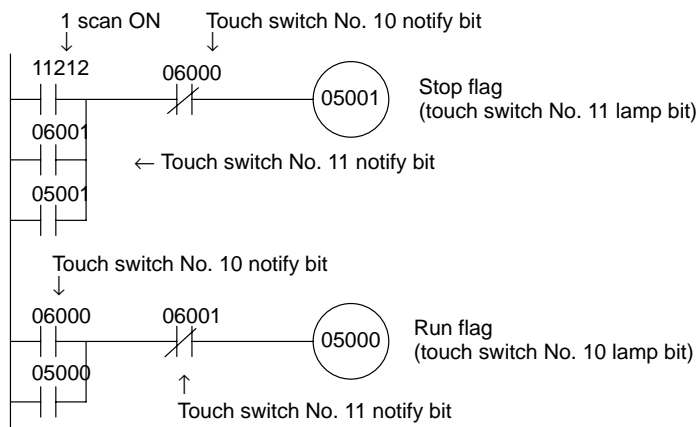 1 scan ON
Touch switch No. 10 notify bit
↓
↓
11212
06000
05001
Stop flag
(touch switch No. 11 lamp bit)
06001
← Touch switch No. 11 notify bit
05001
Touch switch No. 10 notify bit
↓
06000
06001
05000
Run flag
(touch switch No. 10 lamp bit)
05000
↑
Touch switch No. 11 notify bit